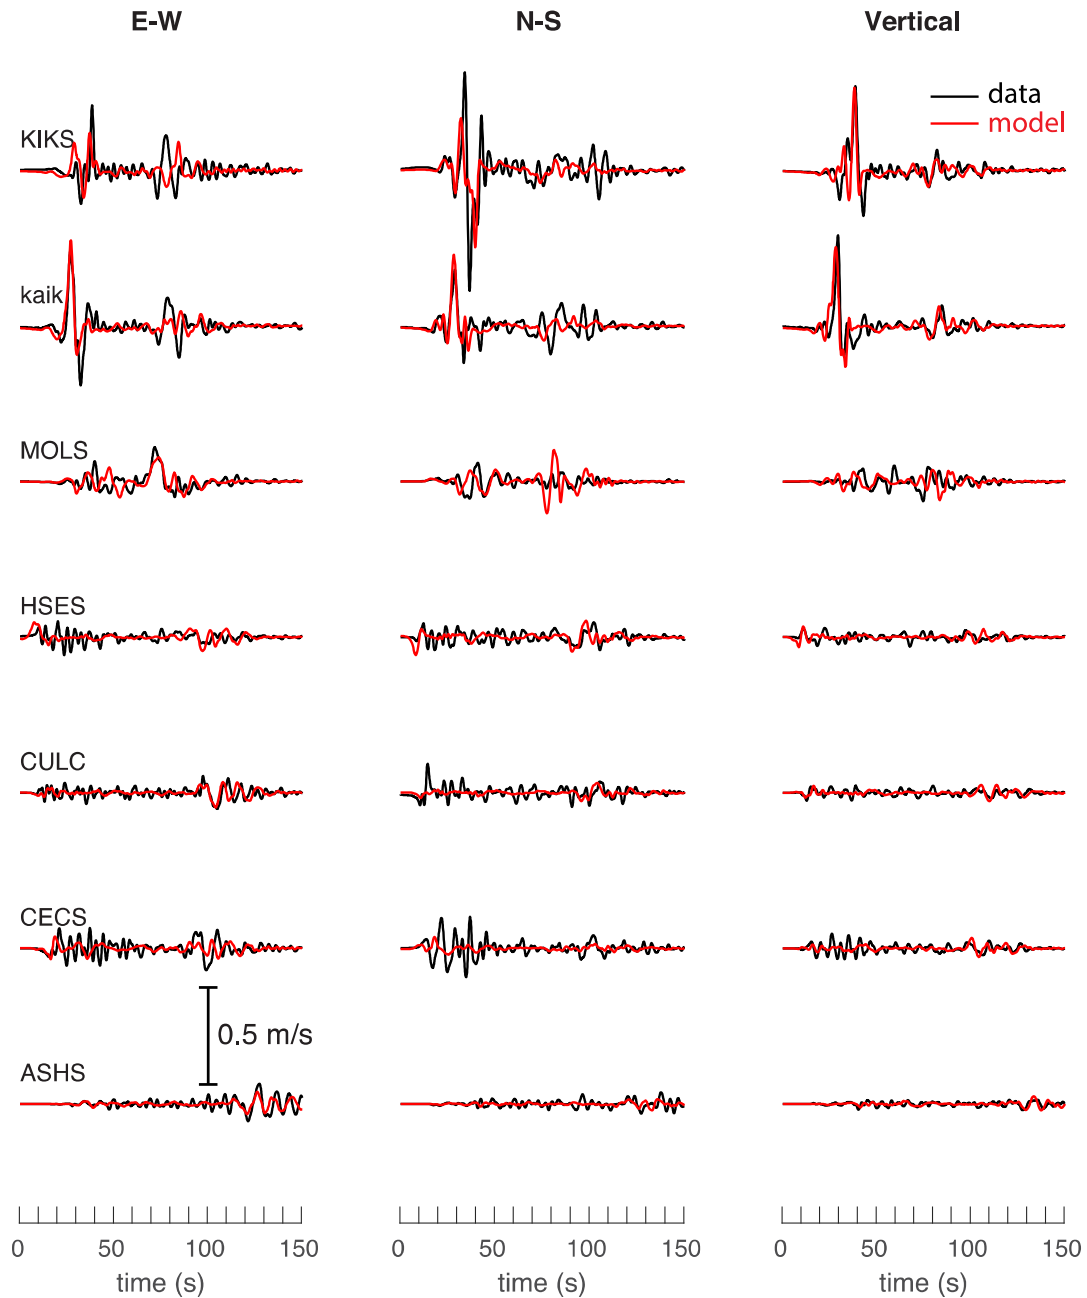 E-W N-S Vertical
data
model
KIKS
kaik
MOLS
HSES
CULC
CECS
0.5 m/s
ASHS
0 50 100 150 0 50 100 150 0 50 100 150
time (s) time (s) time (s)